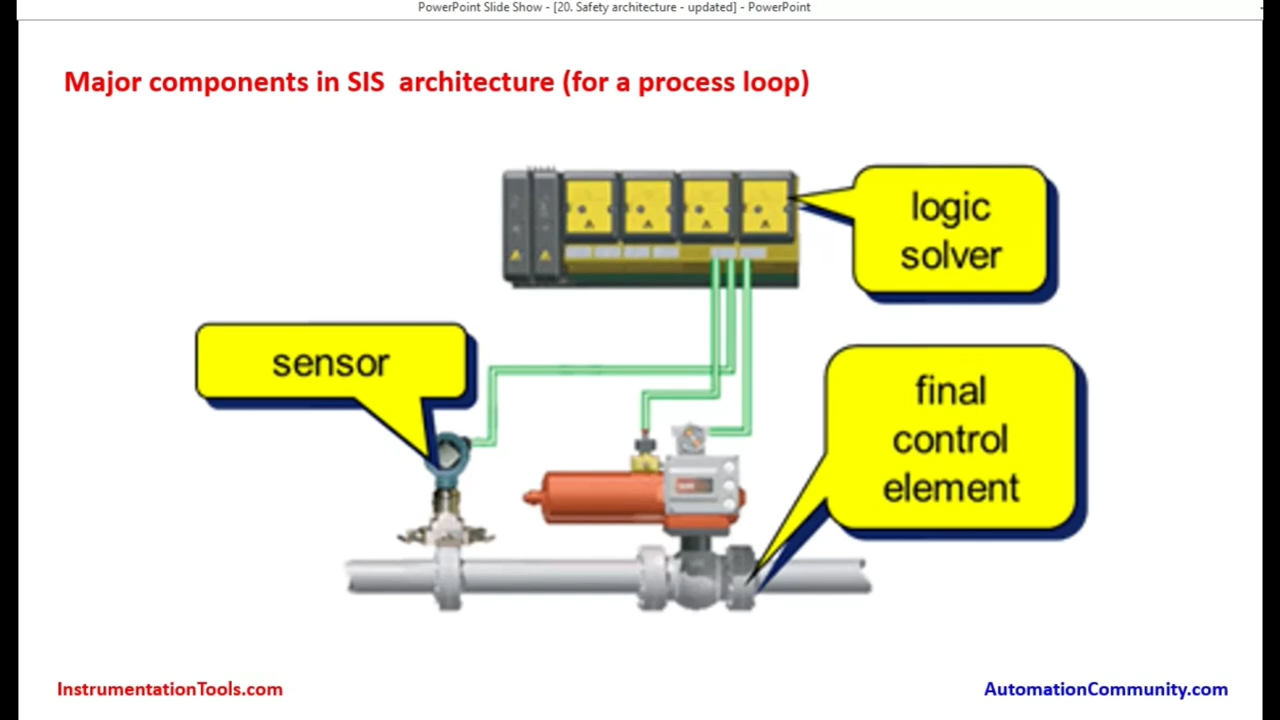 PowerPoint Slide Show - [20. Safety architecture - updated] - PowerPoint
Major components in SIS architecture (for a process loop)
logic
solver
sensor
final
control
element
InstrumentationTools.com
AutomationCommunity.com